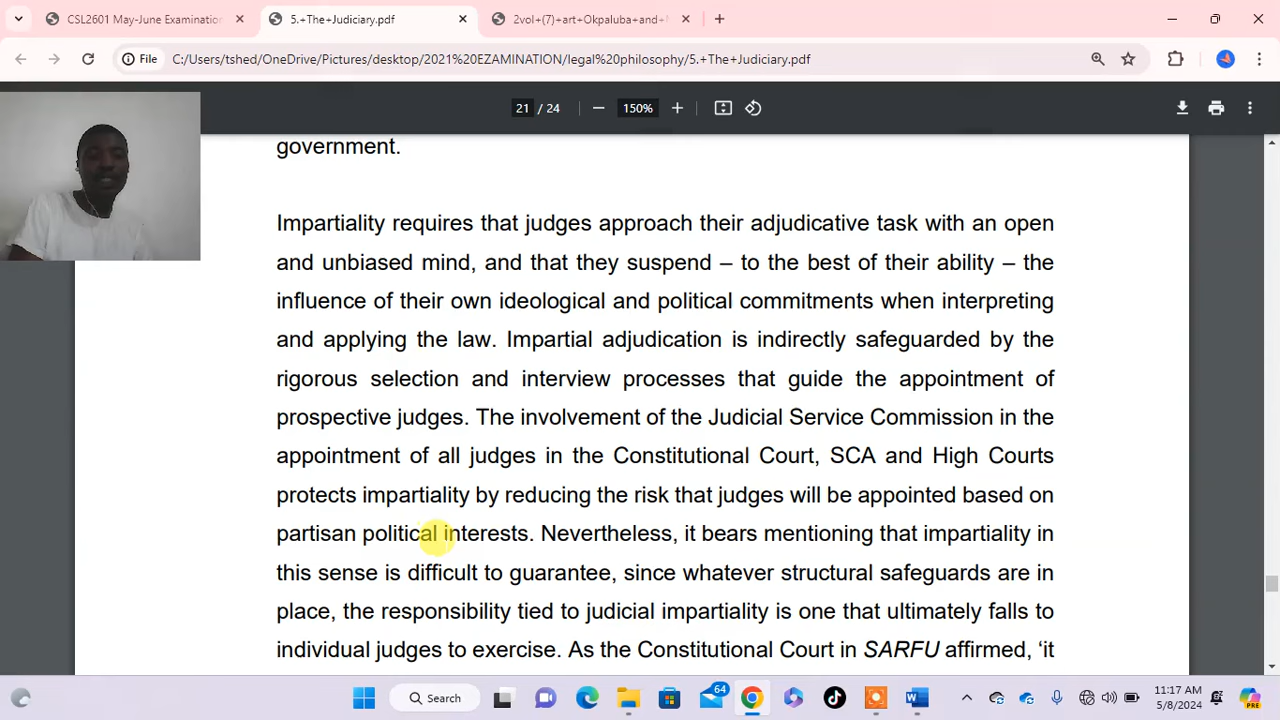 CSL2601 May-June Examination
5.+The+Judiciary.pdf
2vol+(7)+art+Okpaluba+and+
File
C:/Users/tshed/OneDrive/Pictures/desktop/2021%20EZAMINATION/legal%20philosophy/5.+The+Judiciary.pdf
21 / 24
150%
government.
Impartiality requires that judges approach their adjudicative task with an open
and unbiased mind, and that they suspend – to the best of their ability – the
influence of their own ideological and political commitments when interpreting
and applying the law. Impartial adjudication is indirectly safeguarded by the
rigorous selection and interview processes that guide the appointment of
prospective judges. The involvement of the Judicial Service Commission in the
appointment of all judges in the Constitutional Court, SCA and High Courts
protects impartiality by reducing the risk that judges will be appointed based on
partisan political interests. Nevertheless, it bears mentioning that impartiality in
this sense is difficult to guarantee, since whatever structural safeguards are in
place, the responsibility tied to judicial impartiality is one that ultimately falls to
individual judges to exercise. As the Constitutional Court in SARFU affirmed, ‘it
Search
64
11:17 AM
5/8/2024
PRE